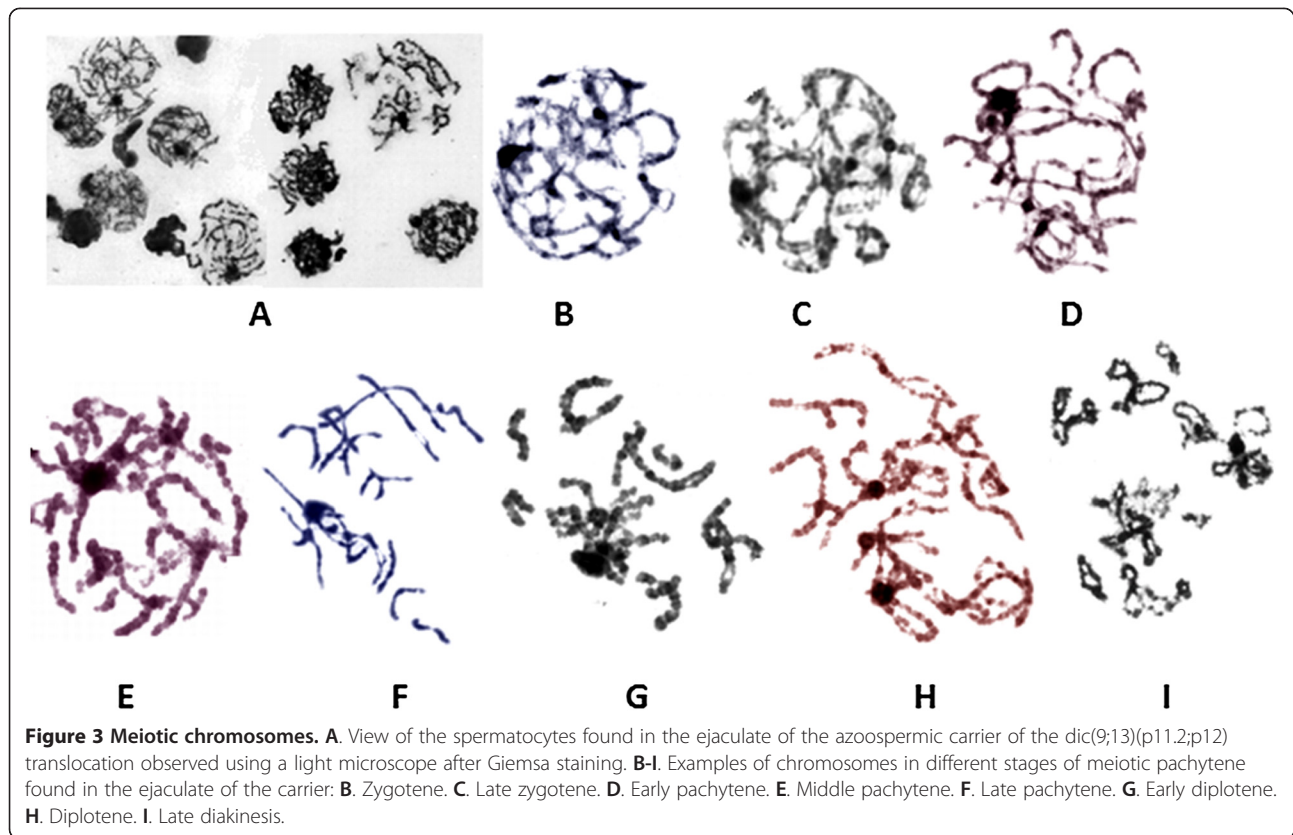 A
B
C
D
E
F
G
H
I
Figure 3 Meiotic chromosomes. A. View of the spermatocytes found in the ejaculate of the azoospermic carrier of the dic(9;13)(p11.2;p12)
translocation observed using a light microscope after Giemsa staining. B-I. Examples of chromosomes in different stages of meiotic pachytene
found in the ejaculate of the carrier: B. Zygotene. C. Late zygotene. D. Early pachytene. E. Middle pachytene. F. Late pachytene. G. Early diplotene.
H. Diplotene. I. Late diakinesis.